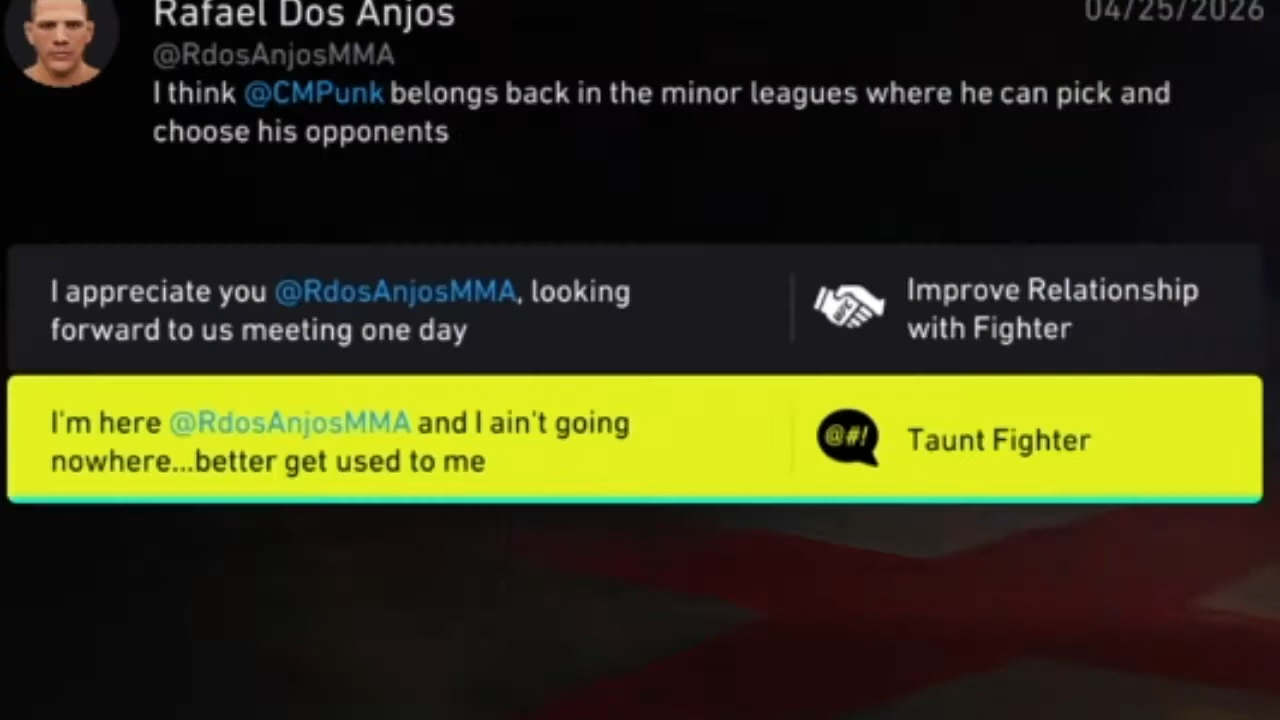 Rafael Dos Anjos
04/25/2026
@RdosAnjosMMA
I think @CMPunk belongs back in the minor leagues where he can pick and
choose his opponents
I appreciate you @RdosAnjosMMA, looking
forward to us meeting one day
Improve Relationship
with Fighter
I'm here @RdosAnjosMMA and I ain't going
nowhere...better get used to me
@#!
Taunt Fighter